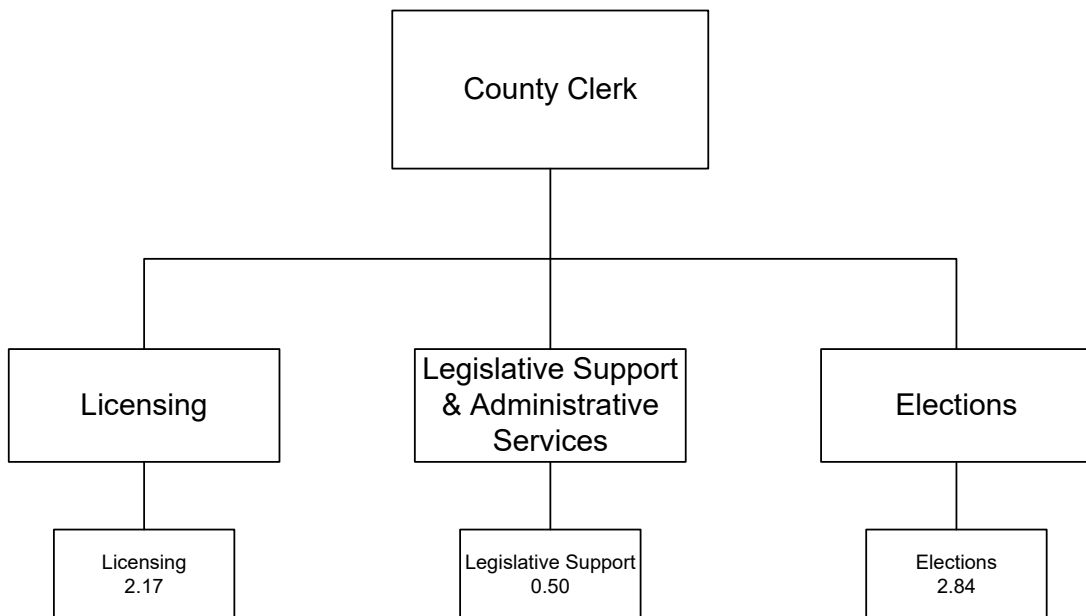 County Clerk
Licensing
Legislative Support
& Administrative
Services
Elections
Licensing
2.17
Legislative Support
0.50
Elections
2.84